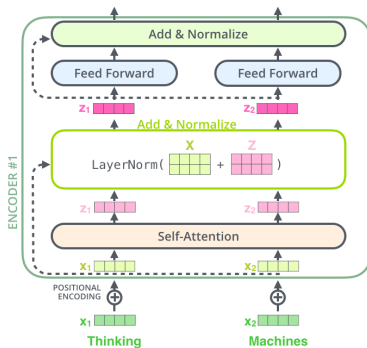 Add & Normalize
Feed Forward Feed Forward
z₁ z₂
Add & Normalize
X Z
LayerNorm( + )
z₁ z₂
Self-Attention
x₁ x₂
POSITIONAL
ENCODING
x₁ x₂
Thinking Machines
ENCODER #1